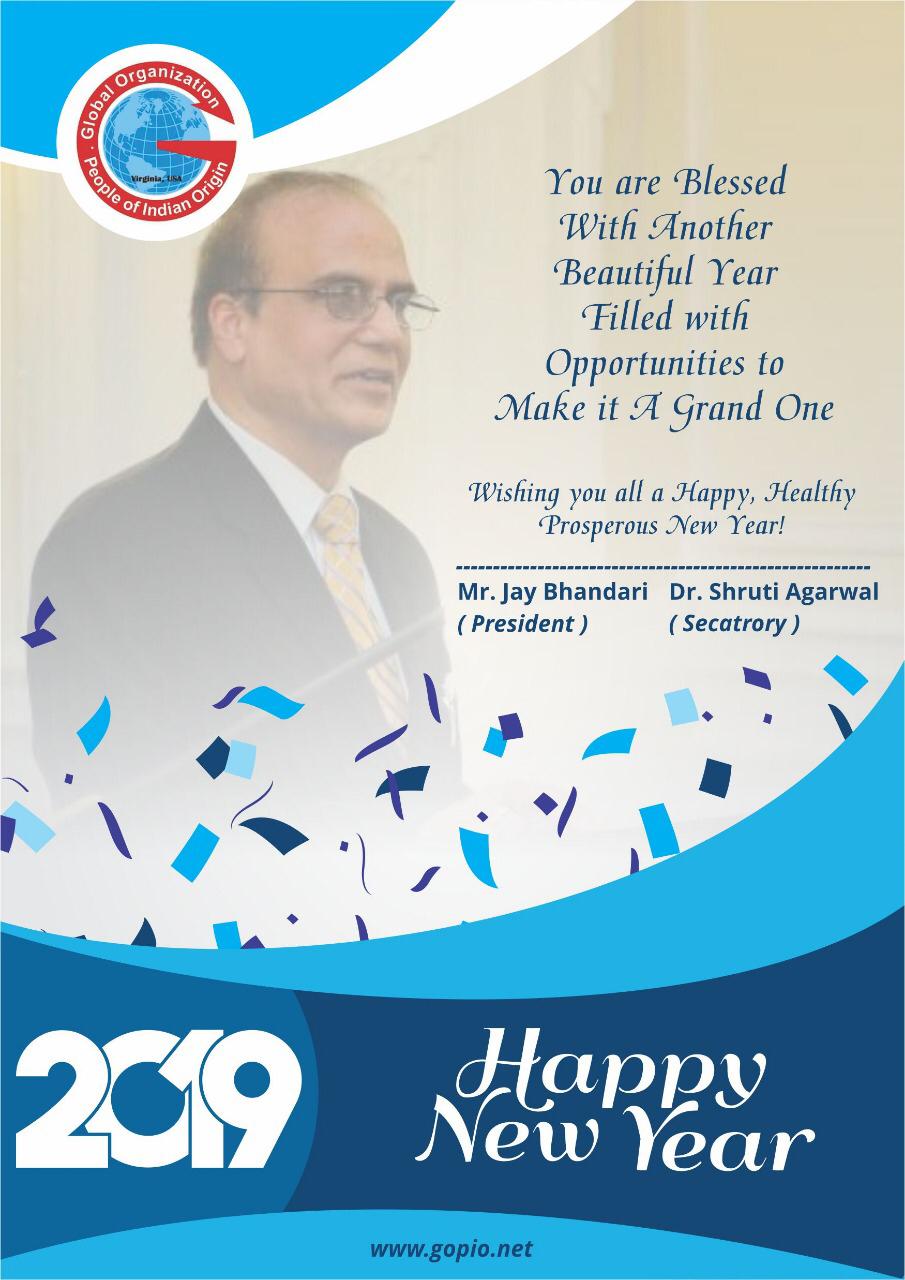 Global Organization
People of Indian Origin
Virginia, USA
You are Blessed
With Another
Beautiful Year
Filled with
Opportunities to
Make it A Grand One
Wishing you all a Happy, Healthy
Prosperous New Year!
Mr. Jay Bhandari Dr. Shruti Agarwal
( President ) ( Secatrory )
2019
Happy
New Year
www.gopio.net